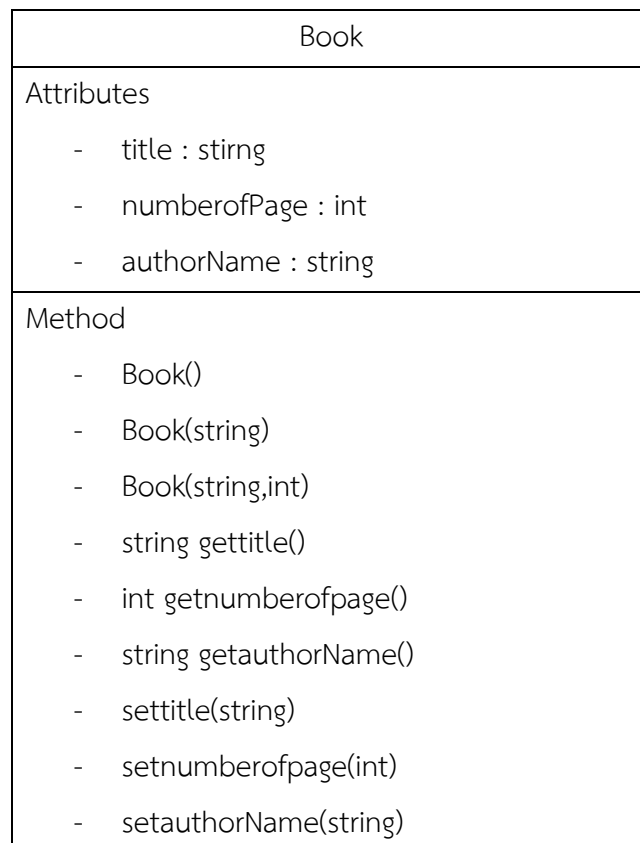 Book
Attributes
- title : stirng
- numberofPage : int
- authorName : string
Method
- Book()
- Book(string)
- Book(string,int)
- string gettitle()
- int getnumberofpage()
- string getauthorName()
- settitle(string)
- setnumberofpage(int)
- setauthorName(string)